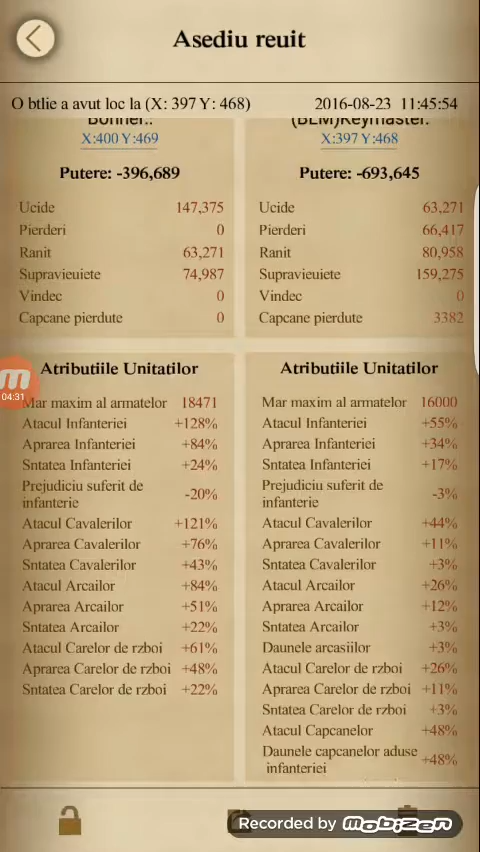 Asediu reuit
O btlie a avut loc la (X: 397 Y: 468) 2016-08-23 11:45:54
Bonner..
X:400 Y:469
Putere: -396,689
Ucide 147,375
Pierderi 0
Ranit 63,271
Supravieuiete 74,987
Vindec 0
Capcane pierdute 0
(BLM)Keymaster.
X:397 Y:468
Putere: -693,645
Ucide 63,271
Pierderi 66,417
Ranit 80,958
Supravieuiete 159,275
Vindec 0
Capcane pierdute 3382
04:31
Atributiile Unitatilor
Mar maxim al armatelor 18471
Atacul Infanteriei +128%
Aprarea Infanteriei +84%
Sntatea Infanteriei +24%
Prejudiciu suferit de
infanterie -20%
Atacul Cavalerilor +121%
Aprarea Cavalerilor +76%
Sntatea Cavalerilor +43%
Atacul Arcailor +84%
Aprarea Arcailor +51%
Sntatea Arcailor +22%
Atacul Carelor de rzboi +61%
Aprarea Carelor de rzboi +48%
Sntatea Carelor de rzboi +22%
Atributiile Unitatilor
Mar maxim al armatelor 16000
Atacul Infanteriei +55%
Aprarea Infanteriei +34%
Sntatea Infanteriei +17%
Prejudiciu suferit de
infanterie -3%
Atacul Cavalerilor +44%
Aprarea Cavalerilor +11%
Sntatea Cavalerilor +3%
Atacul Arcailor +26%
Aprarea Arcailor +12%
Sntatea Arcailor +3%
Daunele arcasiilor +3%
Atacul Carelor de rzboi +26%
Aprarea Carelor de rzboi +11%
Sntatea Carelor de rzboi +3%
Atacul Capcanelor +48%
Daunele capcanelor aduse
infanteriei +48%
Recorded by mobizen